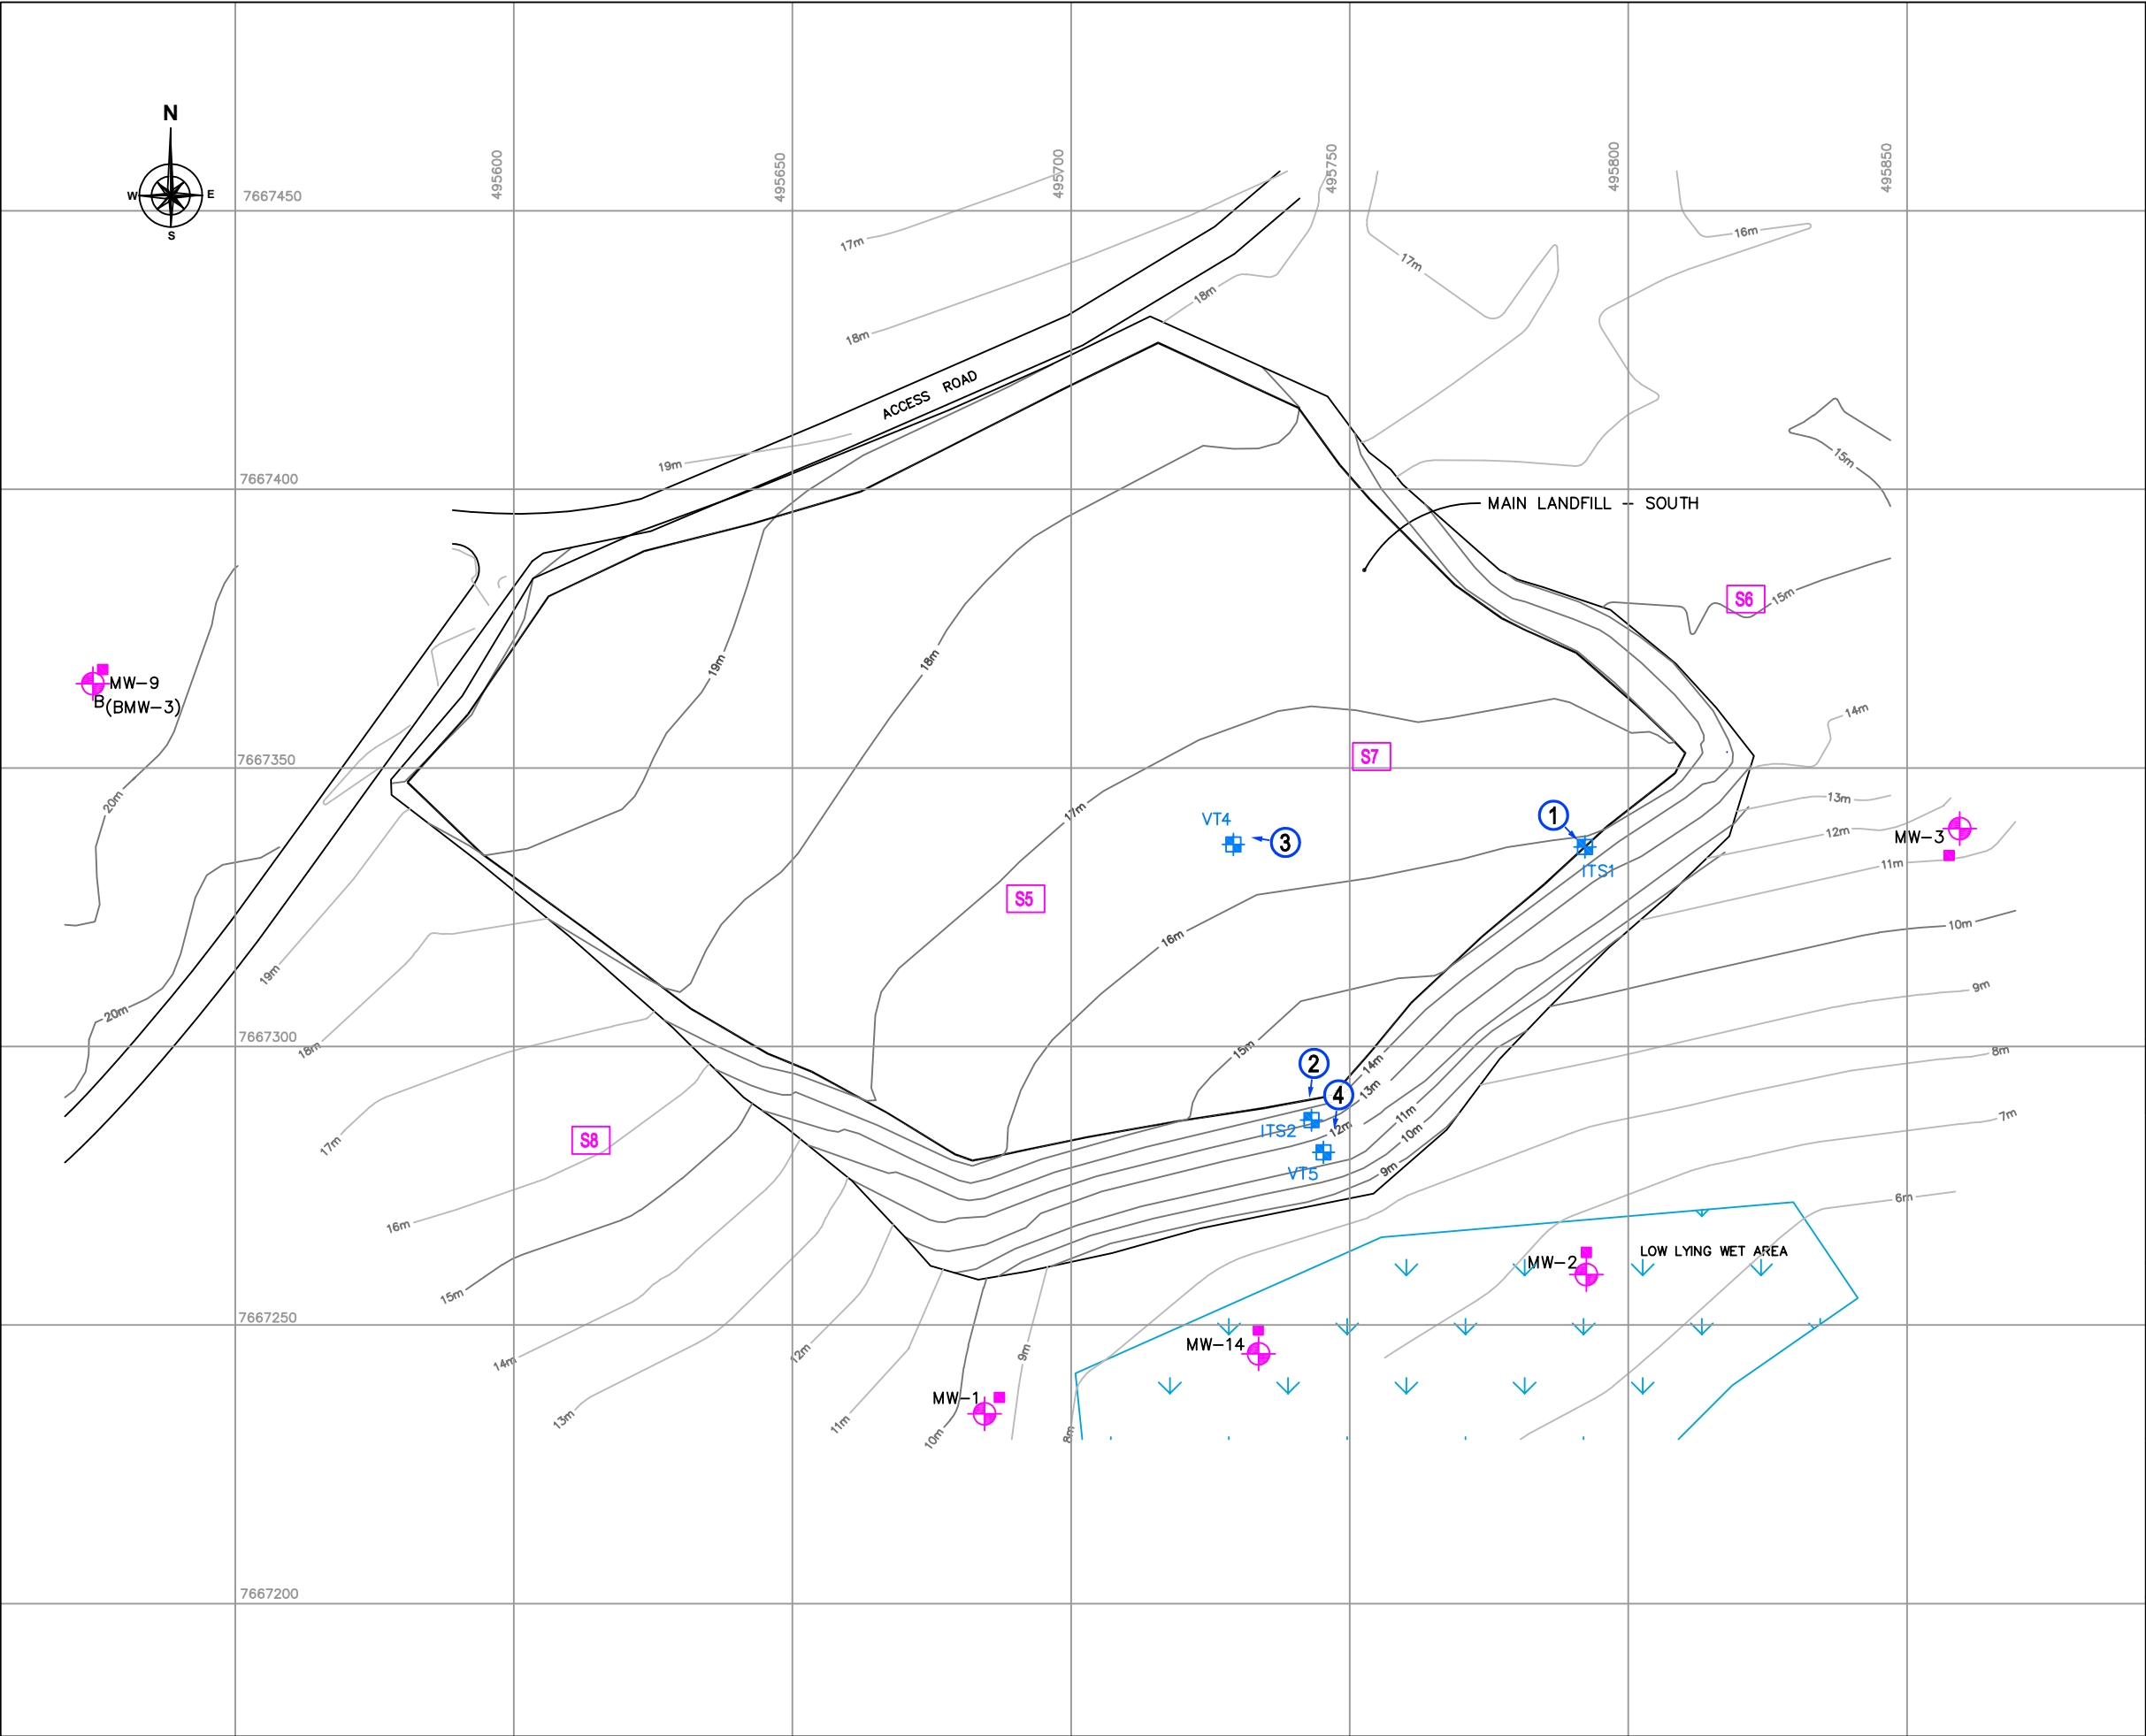 N
W E
S
495600
495650
495700
495750
495800
495850
7667450
17m
18m
18m
17m
16m
ACCESS ROAD
19m
7667400
15m
MAIN LANDFILL – SOUTH
S6
15m
MW-9
B(BMW-3)
19m
18m
14m
7667350
S7
20m
17m
VT4
3
1
ITS1
13m
12m
MW-3
11m
S5
16m
10m
19m
20m
9m
7667300
18m
15m
2
14m
8m
4
13m
ITS2
12m
11m
10m
7m
17m
S8
VT5
9m
16m
6m
LOW LYING WET AREA
MW-2
15m
7667250
14m
12m
9m
MW-14
13m
11m
10m
MW-1
8m
7667200